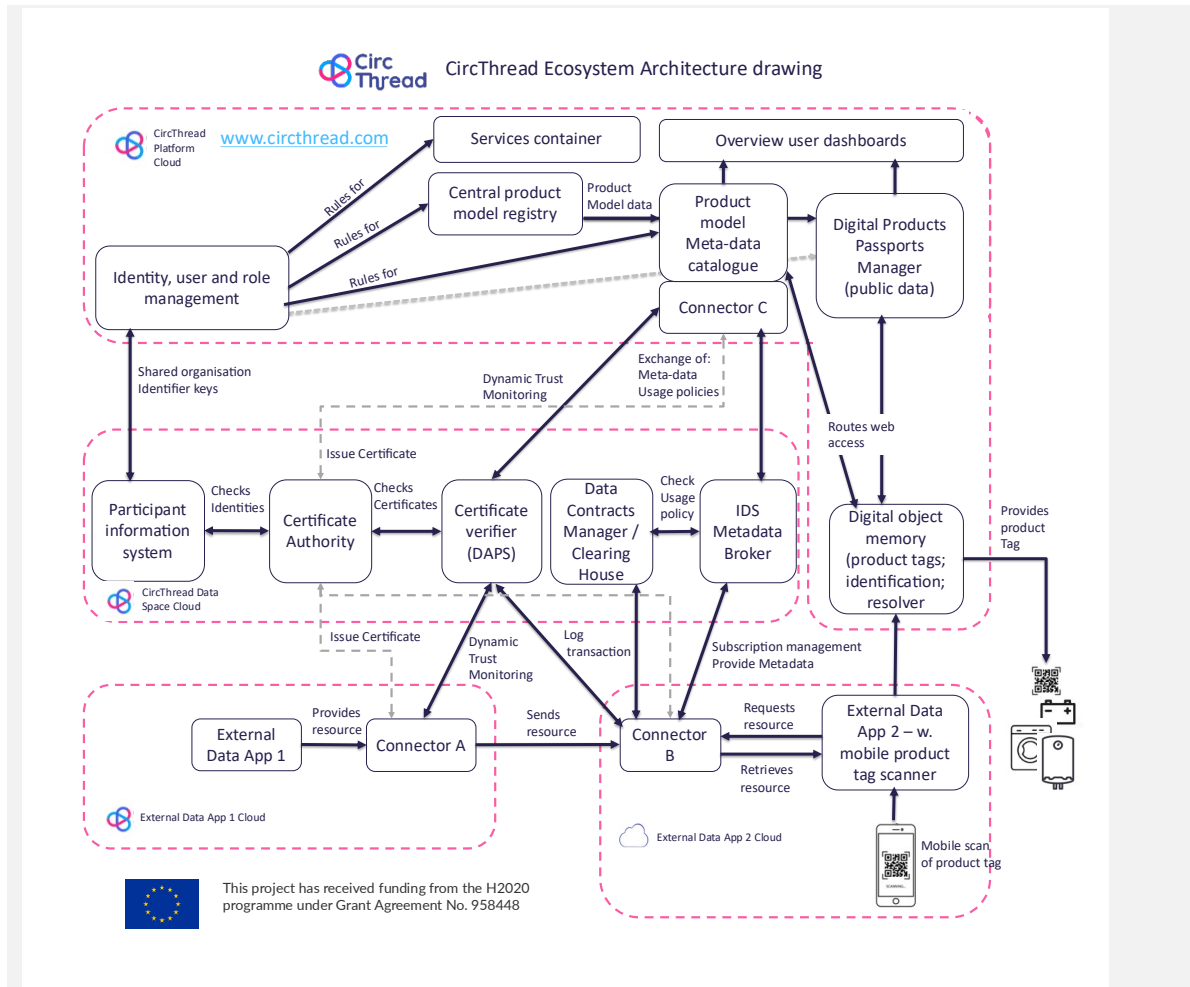 Circ
Thread
CircThread Ecosystem Architecture drawing
CircThread
Platform
Cloud
www.circthread.com
Services container
Overview user dashboards
Rules for
Central product
model registry
Product
Model data
Product
model
Meta-data
catalogue
Digital Products
Passports
Manager
(public data)
Rules for
Identity, user and role
management
Rules for
Connector C
Shared organisation
Identifier keys
Dynamic Trust
Monitoring
Exchange of:
Meta-data
Usage policies
Routes web
access
Issue Certificate
Participant
information
system
Checks
Identities
Certificate
Authority
Checks
Certificates
Certificate
verifier
(DAPS)
Data
Contracts
Manager /
Clearing
House
Check
Usage
policy
IDS
Metadata
Broker
Digital object
memory
(product tags;
identification;
resolver
Provides
product
Tag
CircThread Data
Space Cloud
Issue Certificate
Dynamic
Trust
Monitoring
Log
transaction
Subscription management
Provide Metadata
External
Data App 1
Provides
resource
Connector A
Sends
resource
Connector
B
Requests
resource
Retrieves
resource
External Data
App 2 – w.
mobile product
tag scanner
External Data App 1 Cloud
External Data App 2 Cloud
Mobile scan
of product tag
SCANNING...
This project has received funding from the H2020
programme under Grant Agreement No. 958448